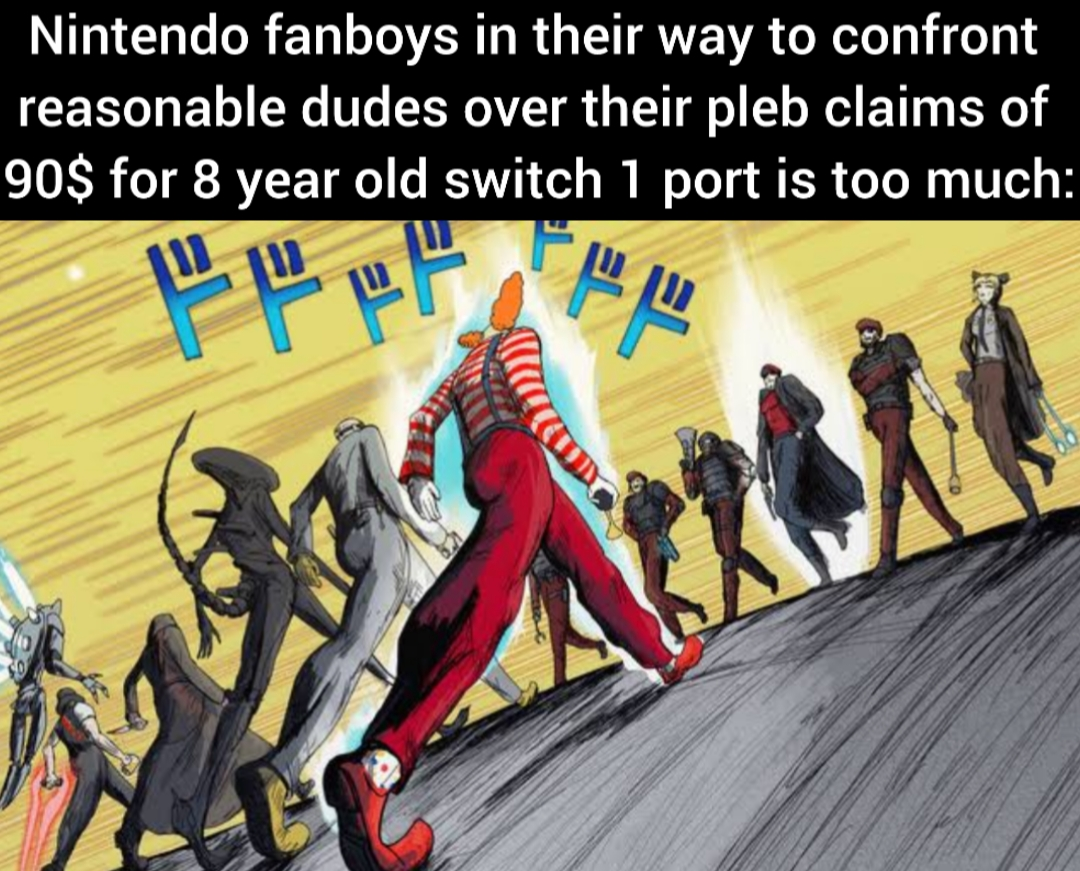 Nintendo fanboys in their way to confront
reasonable dudes over their pleb claims of
90$ for 8 year old switch 1 port is too much:
ドドドド ドドド